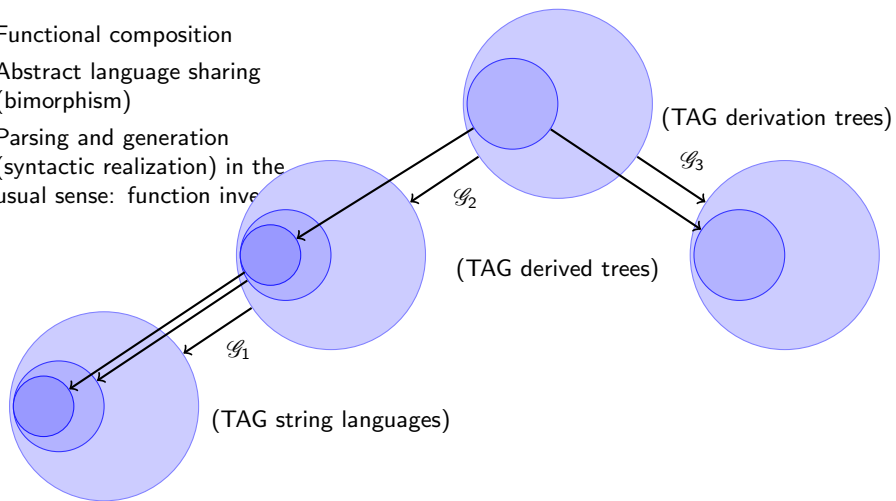 Functional composition
Abstract language sharing
(bimorphism)
Parsing and generation
(syntactic realization) in the
usual sense: function inve
(TAG derivation trees)
𝒢3
𝒢2
(TAG derived trees)
𝒢1
(TAG string languages)